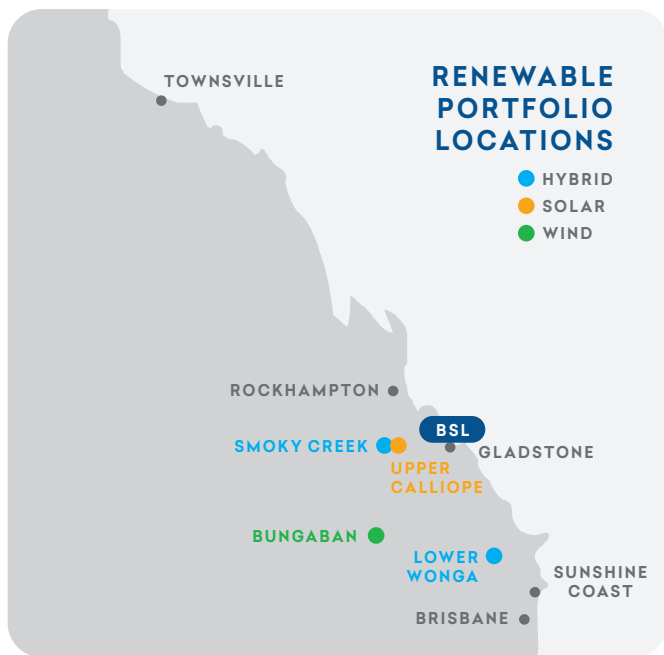 TOWNSVILLE
RENEWABLE
PORTFOLIO
LOCATIONS
HYBRID
SOLAR
WIND
ROCKHAMPTON
BSL
SMOKY CREEK
GLADSTONE
UPPER
CALLIOPE
BUNGABAN
LOWER
WONGA
SUNSHINE
COAST
BRISBANE